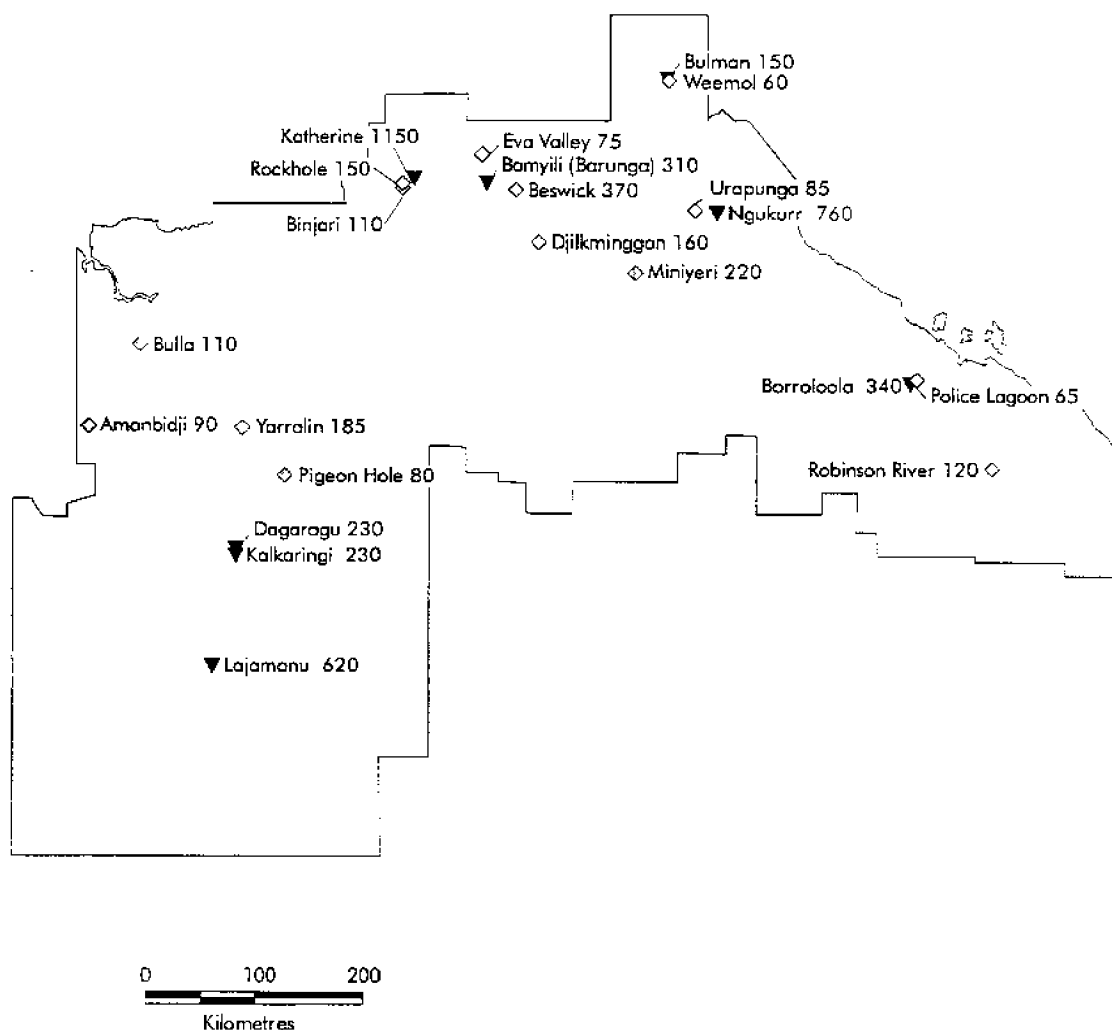 Bulman 150
Weemol 60
Katherine 1150
Eva Valley 75
Rockhole 150
Bamyili (Barunga) 310
Beswick 370
Urapunga 85
Binjari 110
Ngukurr 760
Djilkminggan 160
Miniyeri 220
Bulla 110
Borroloola 340
Police Lagoon 65
Amanbidji 90
Yarralin 185
Pigeon Hole 80
Robinson River 120
Dagaragu 230
Kalkaringi 230
Lajamanu 620
0 100 200
Kilometres